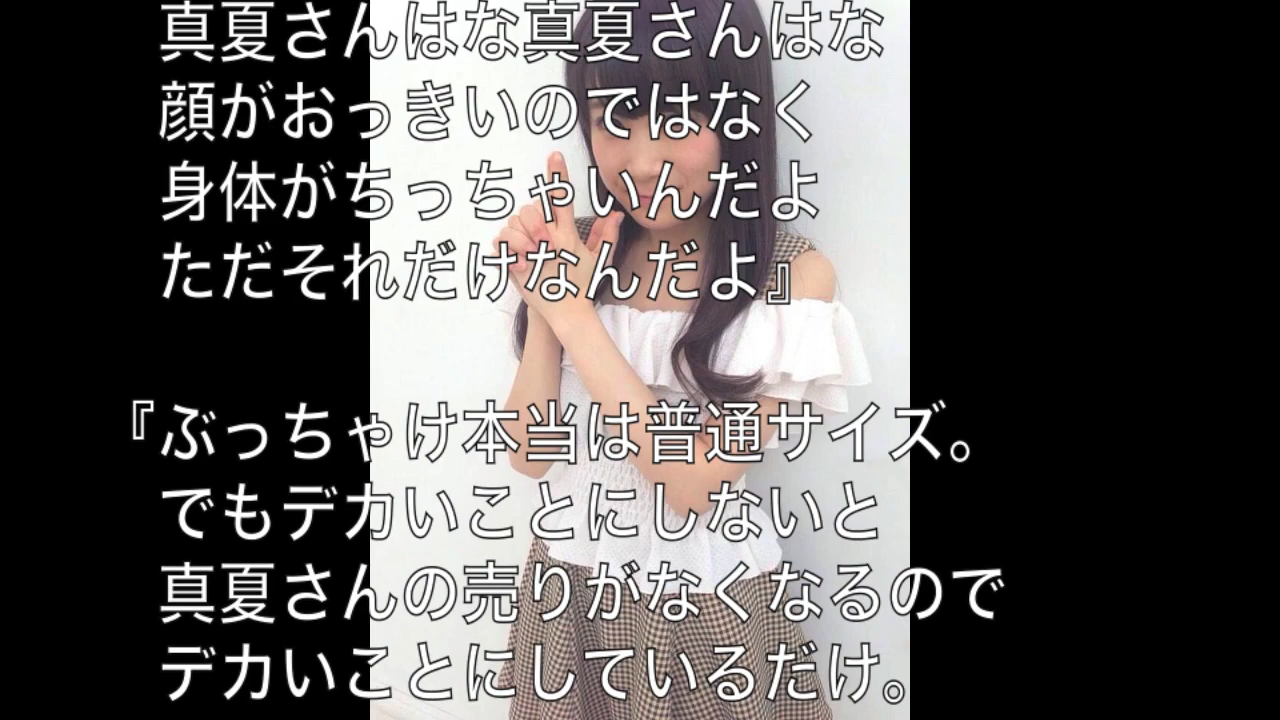 真夏さんはな真夏さんはな
顔がおっきいのではなく
身体がちっちゃいんだよ
ただそれだけなんだよ』
『ぶっちゃけ本当は普通サイズ。
でもデカいことにしないと
真夏さんの売りがなくなるので
デカいことにしているだけ。